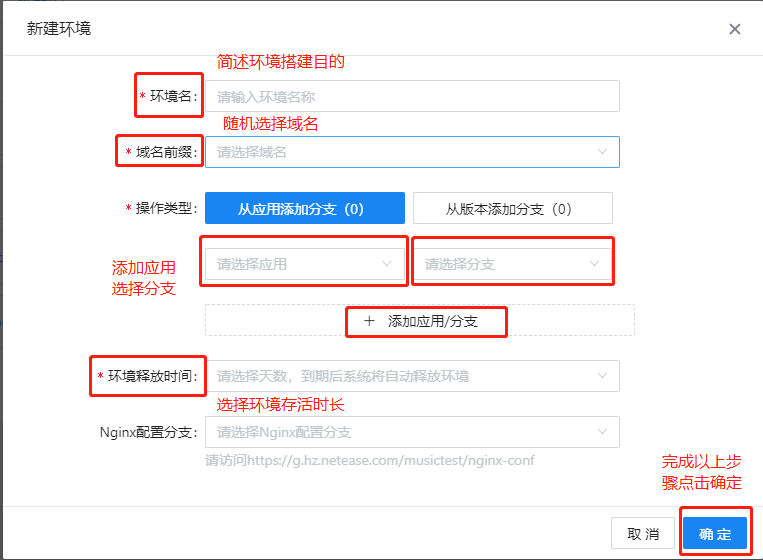 新建环境
简述环境搭建目的
* 环境名：
请输入环境名称
随机选择域名
* 域名前缀：
请选择域名
* 操作类型：
从应用添加分支（0）
从版本添加分支（0）
添加应用
选择分支
请选择应用
请选择分支
+ 添加应用/分支
* 环境释放时间：
请选择天数，到期后系统将自动释放环境
选择环境存活时长
Nginx配置分支：
请选择Nginx配置分支
请访问https://g.hz.netease.com/musictest/nginx-conf
完成以上步
骤点击确定
取 消
确 定